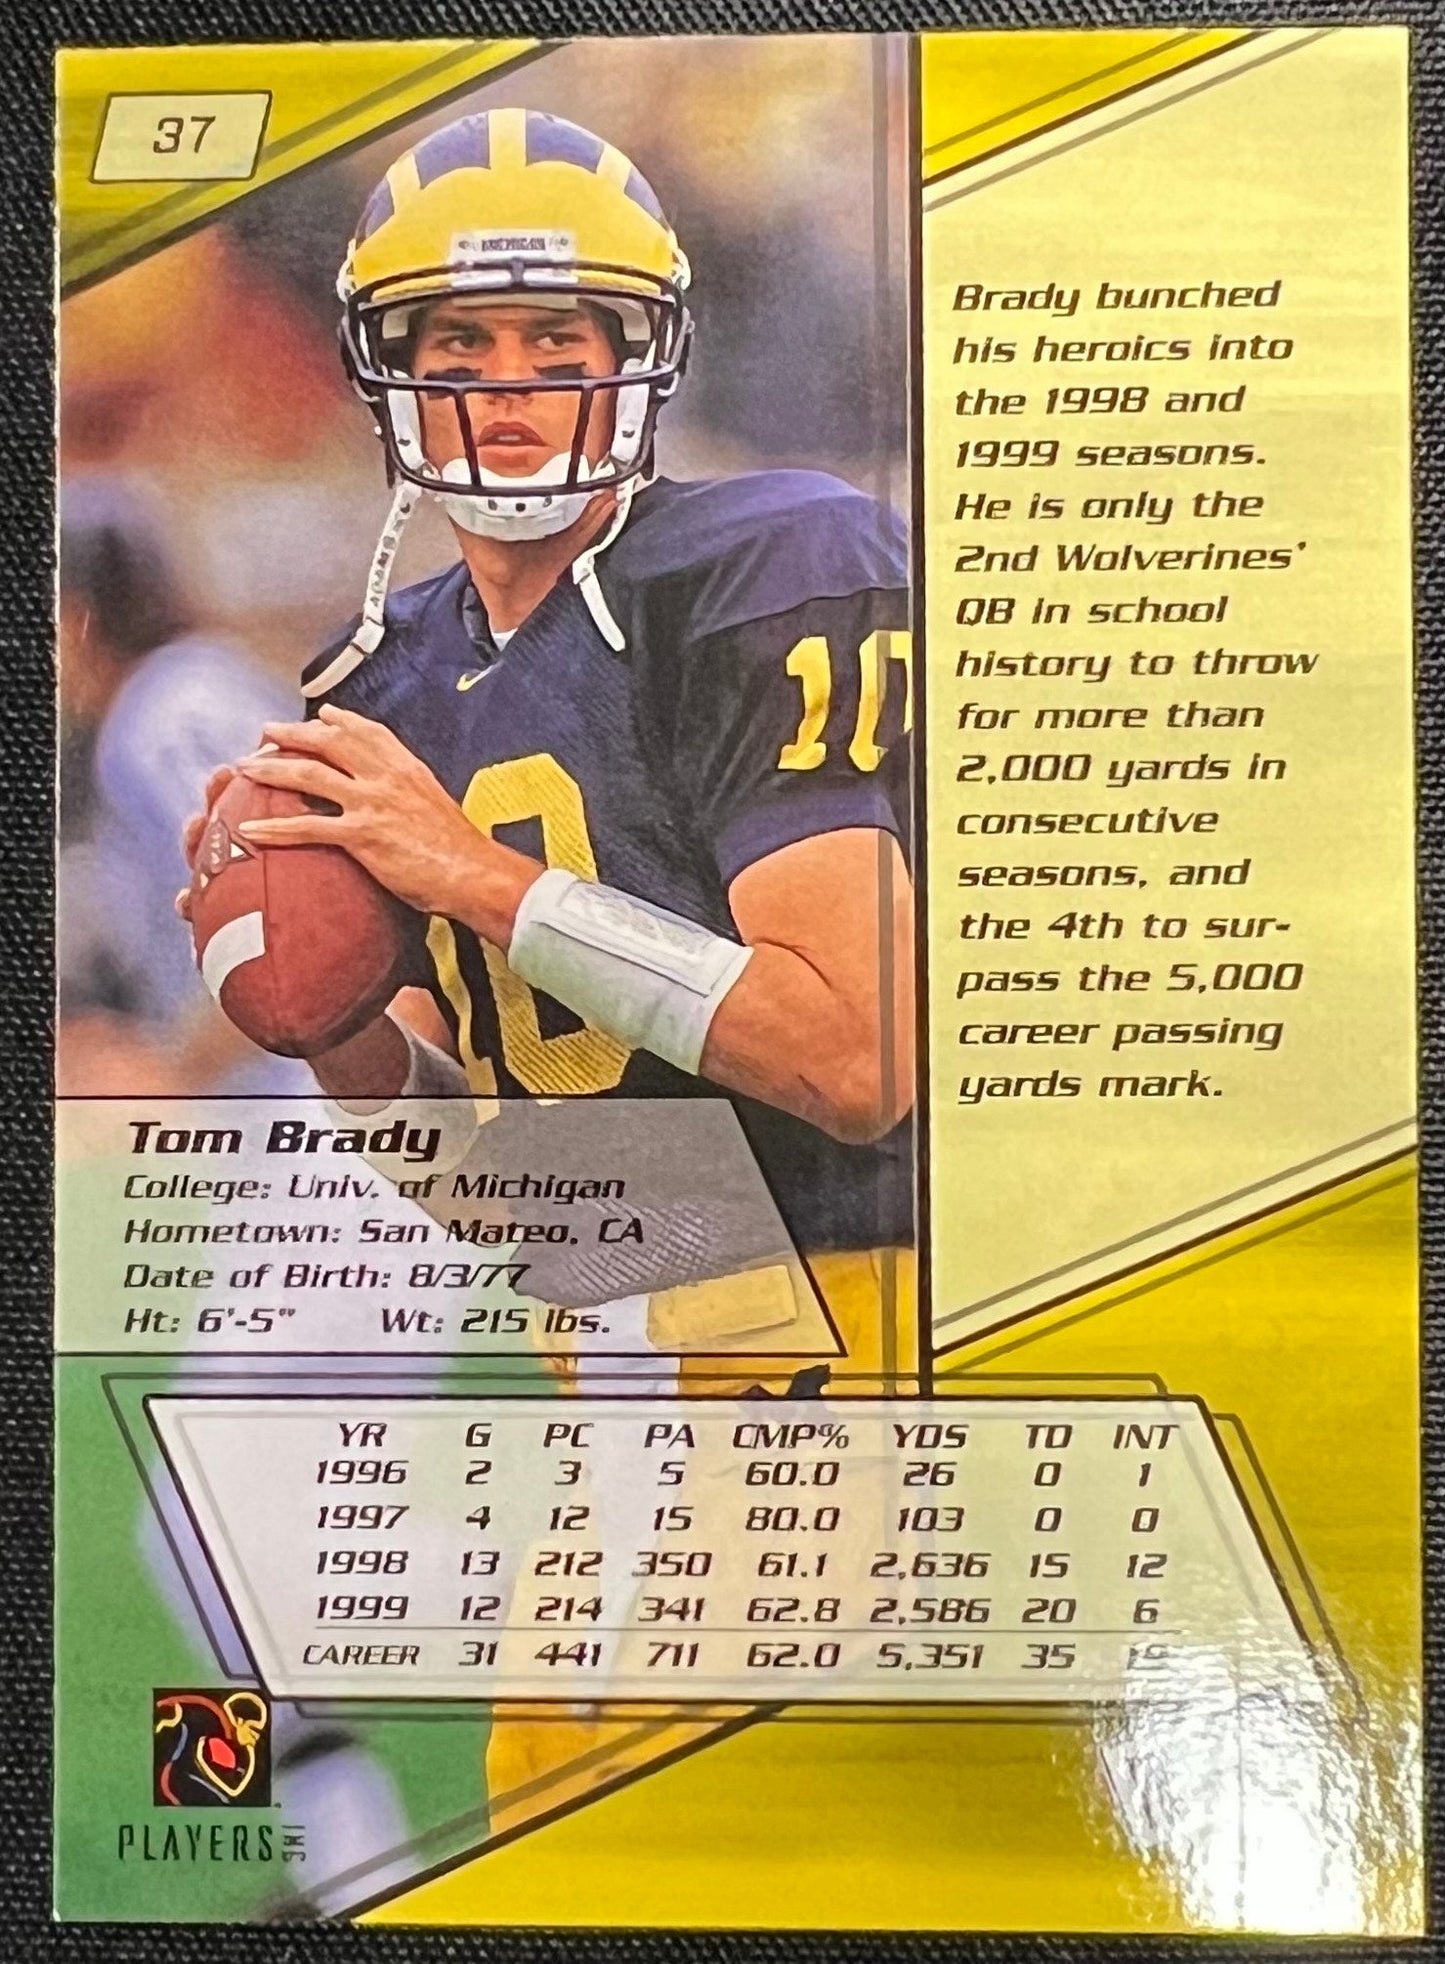 37
MICHIGAN
Brady bunched
his heroics into
the 1998 and
1999 seasons.
He is only the
2nd Wolverines'
QB in school
history to throw
for more than
2,000 yards in
consecutive
seasons, and
the 4th to sur-
pass the 5,000
career passing
yards mark.
10
10
Tom Brady
College: Univ. of Michigan
Hometown: San Mateo, CA
Date of Birth: 8/3/77
Ht: 6'-5" Wt: 215 lbs.
YR G PC PA CMP% YDS TD INT
1996 2 3 5 60.0 26 0 1
1997 4 12 15 80.0 103 0 0
1998 13 212 350 61.1 2,636 15 12
1999 12 214 341 62.8 2,586 20 6
CAREER 31 441 711 62.0 5,351 35 19
PLAYERS INC